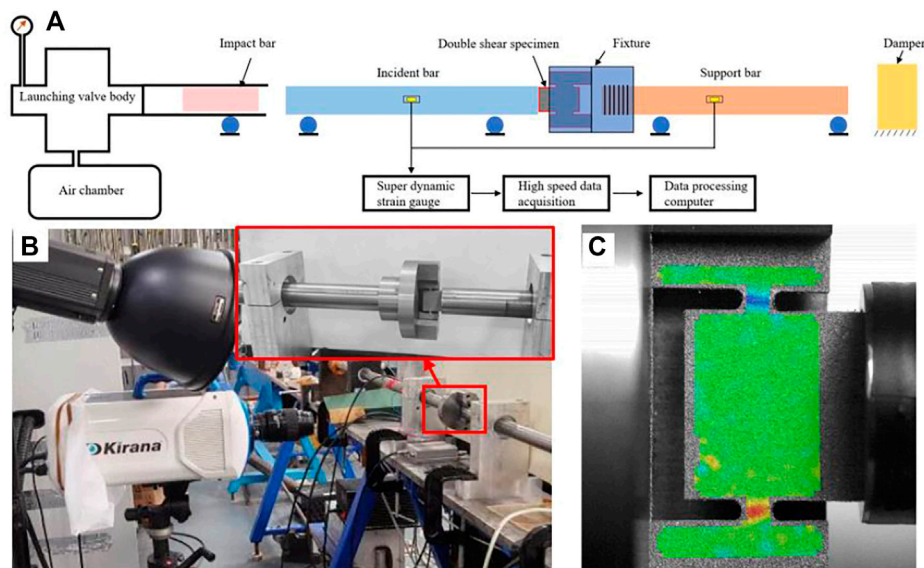 A
Impact bar
Double shear specimen
Fixture
Damper
Launching valve body
Incident bar
Support bar
Air chamber
Super dynamic
strain gauge
High speed data
acquisition
Data processing
computer
B
Kirana
C